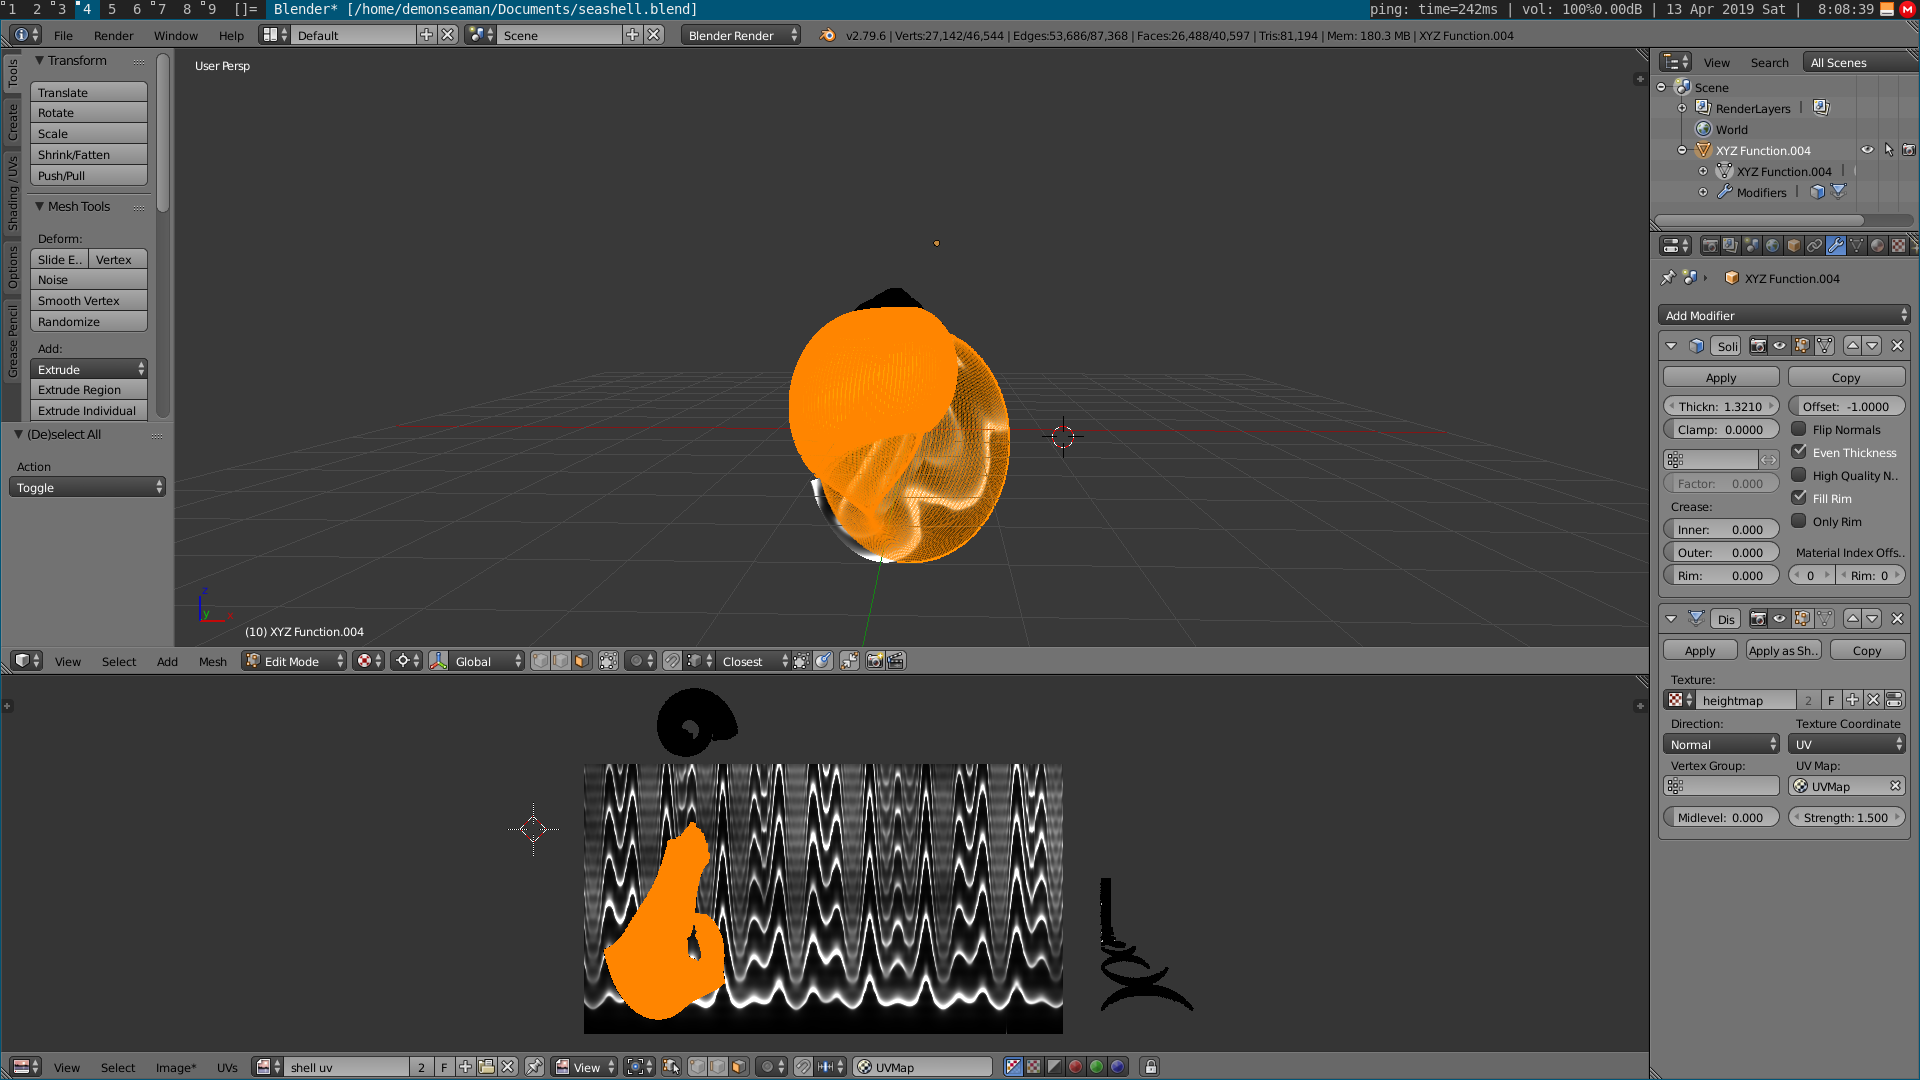 1 2 3 4 5 6 7 8 9 []= Blender* [/home/demonseaman/Documents/seashell.blend] ping: time=242ms | vol: 100%0.00dB | 13 Apr 2019 Sat | 8:08:39
File Render Window Help Default Scene Blender Render v2.79.6 | Verts:27,142/46,544 | Edges:53,686/87,368 | Faces:26,488/40,597 | Tris:81,194 | Mem: 180.3 MB | XYZ Function.004
Tools
Create
Shading / UVs
Options
Grease Pencil
Transform
Translate
Rotate
Scale
Shrink/Fatten
Push/Pull
Mesh Tools
Deform:
Slide E.. Vertex
Noise
Smooth Vertex
Randomize
Add:
Extrude
Extrude Region
Extrude Individual
(De)select All
Action
Toggle
User Persp
z
y
x
(10) XYZ Function.004
View Select Add Mesh Edit Mode Global Closest
View Select Image* UVs shell uv 2 F View UVMap
View Search All Scenes
Scene
RenderLayers |
World
XYZ Function.004
XYZ Function.004 |
Modifiers |
XYZ Function.004
Add Modifier
Soli
Apply Copy
Thickn: 1.3210 Offset: -1.0000
Clamp: 0.0000 Flip Normals
Even Thickness
High Quality N..
Factor: 0.000
Fill Rim
Crease:
Only Rim
Inner: 0.000
Outer: 0.000 Material Index Offs..
Rim: 0.000 0 Rim: 0
Dis
Apply Apply as Sh.. Copy
Texture:
heightmap 2 F
Direction: Texture Coordinate
Normal UV
Vertex Group: UV Map:
UVMap
Midlevel: 0.000 Strength: 1.500